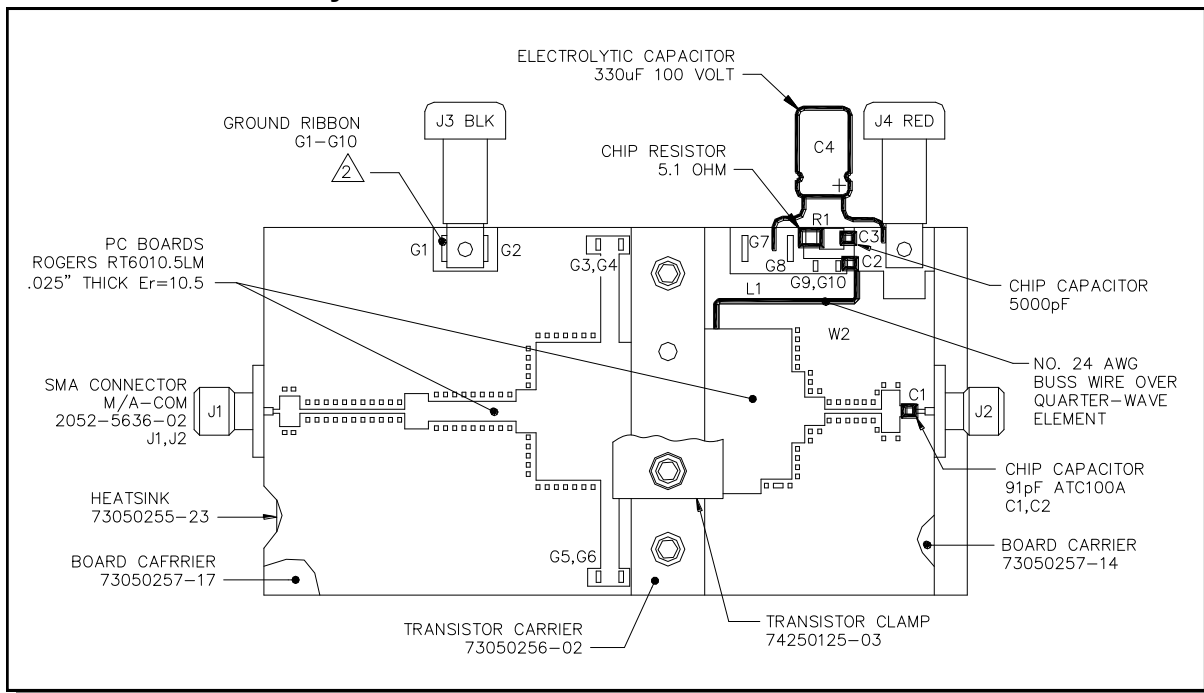 ELECTROLYTIC CAPACITOR
330uF 100 VOLT
GROUND RIBBON
G1-G10
2
J3 BLK
J4 RED
C4
+
CHIP RESISTOR
5.1 OHM
R1
PC BOARDS
ROGERS RT6010.5LM
.025" THICK Er=10.5
G1
G2
G3,G4
G7
G8
C3
C2
G9,G10
L1
W2
CHIP CAPACITOR
5000pF
NO. 24 AWG
BUSS WIRE OVER
QUARTER-WAVE
ELEMENT
SMA CONNECTOR
M/A-COM
2052-5636-02
J1,J2
J1
C1
J2
CHIP CAPACITOR
91pF ATC100A
C1,C2
HEATSINK
73050255-23
BOARD CAFRRIER
73050257-17
G5,G6
BOARD CARRIER
73050257-14
TRANSISTOR CARRIER
73050256-02
TRANSISTOR CLAMP
74250125-03